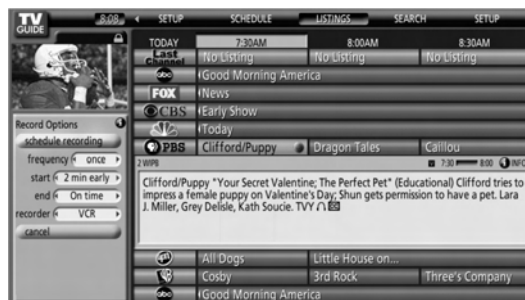 TV
GUIDE
8:08
SETUP SCHEDULE LISTINGS SEARCH SETUP
TODAY 7:30AM 8:00AM 8:30AM
Last Channel No Listing No Listing No Listing
abc Good Morning America
FOX News
CBS Early Show
Today
PBS Clifford/Puppy Dragon Tales Caillou
Record Options
schedule recording
frequency once
start 2 min early
end On time
recorder VCR
cancel
2 WIPB 7:30 8:00 INFO
Clifford/Puppy "Your Secret Valentine; The Perfect Pet" (Educational) Clifford tries to
impress a female puppy on Valentine's Day; Shun gets permission to have a pet. Lara
J. Miller, Grey Delisle, Kath Soucie. TVY
All Dogs Little House on...
Cosby 3rd Rock Three's Company
abc Good Morning America